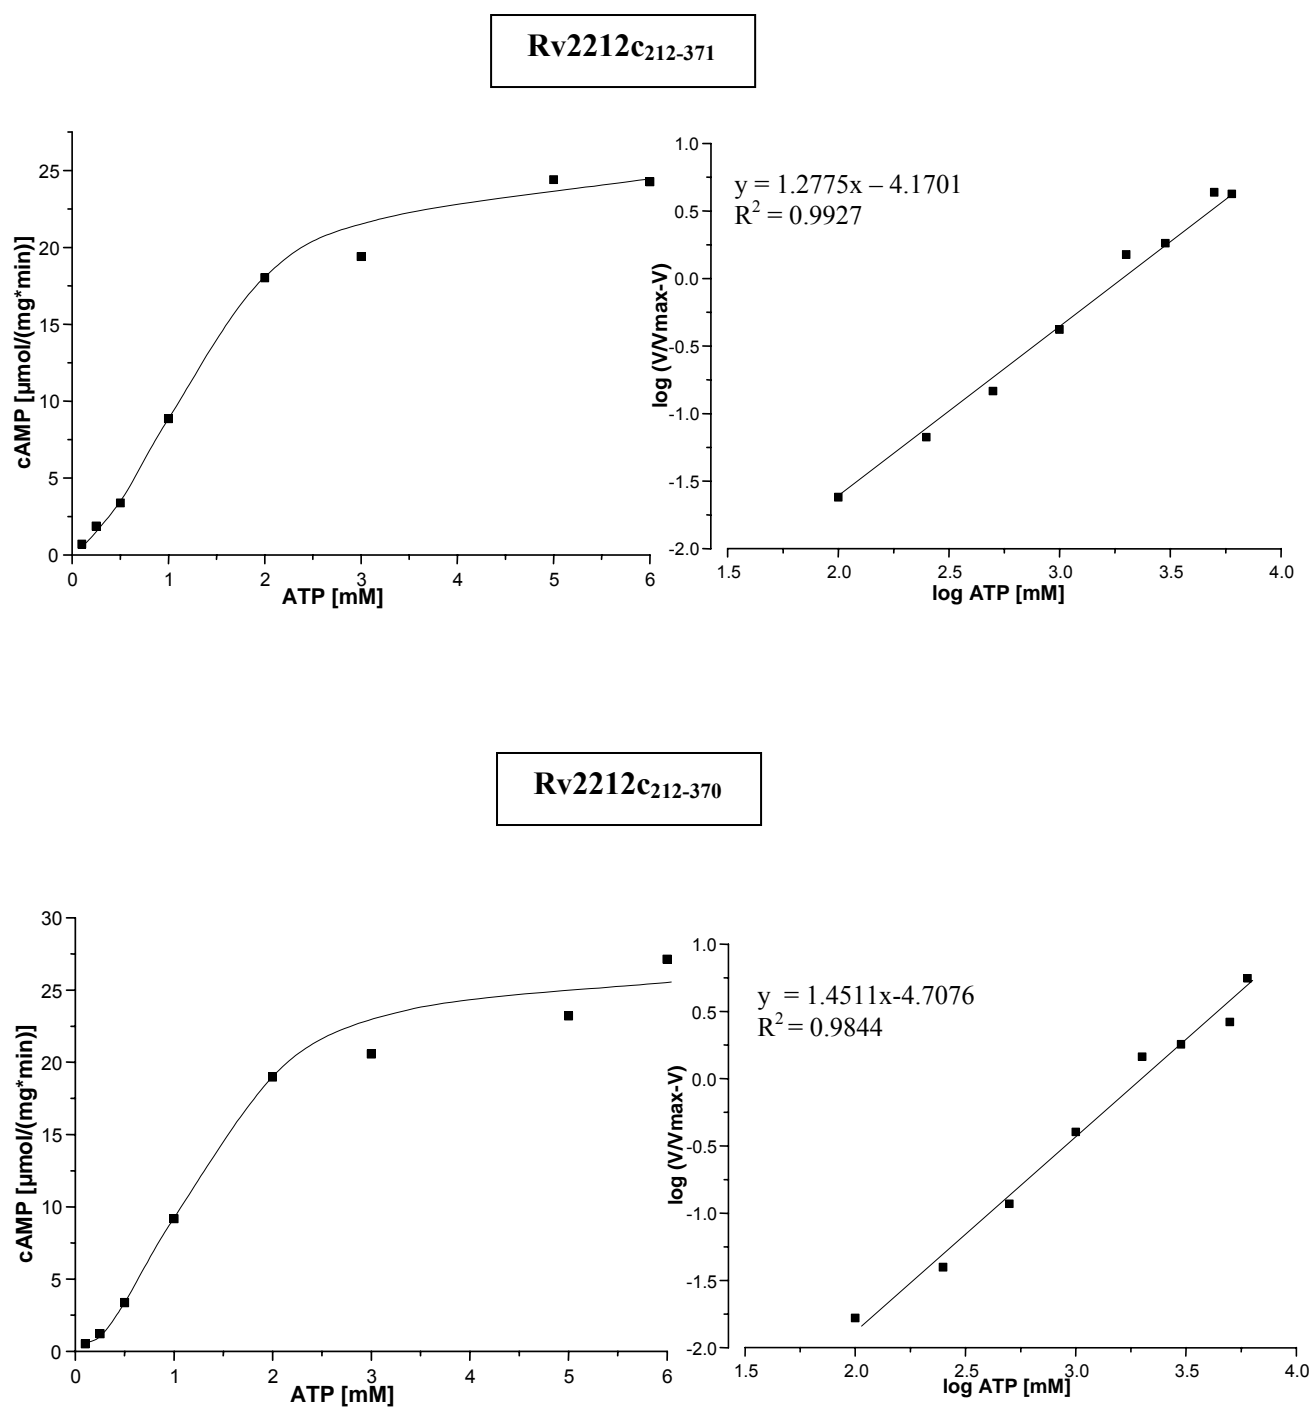 Rv2212c212-371
25
20
15
10
5
0
cAMP [µmol/(mg*min)]
0 1 2 3 4 5 6
ATP [mM]
1.0
0.5
0.0
-0.5
-1.0
-1.5
-2.0
log (V/Vmax-V)
y = 1.2775x – 4.1701
R2 = 0.9927
1.5 2.0 2.5 3.0 3.5 4.0
log ATP [mM]
Rv2212c212-370
30
25
20
15
10
5
0
cAMP [µmol/(mg*min)]
0 1 2 3 4 5 6
ATP [mM]
1.0
0.5
0.0
-0.5
-1.0
-1.5
-2.0
log (V/Vmax-V)
y = 1.4511x-4.7076
R2 = 0.9844
1.5 2.0 2.5 3.0 3.5 4.0
log ATP [mM]